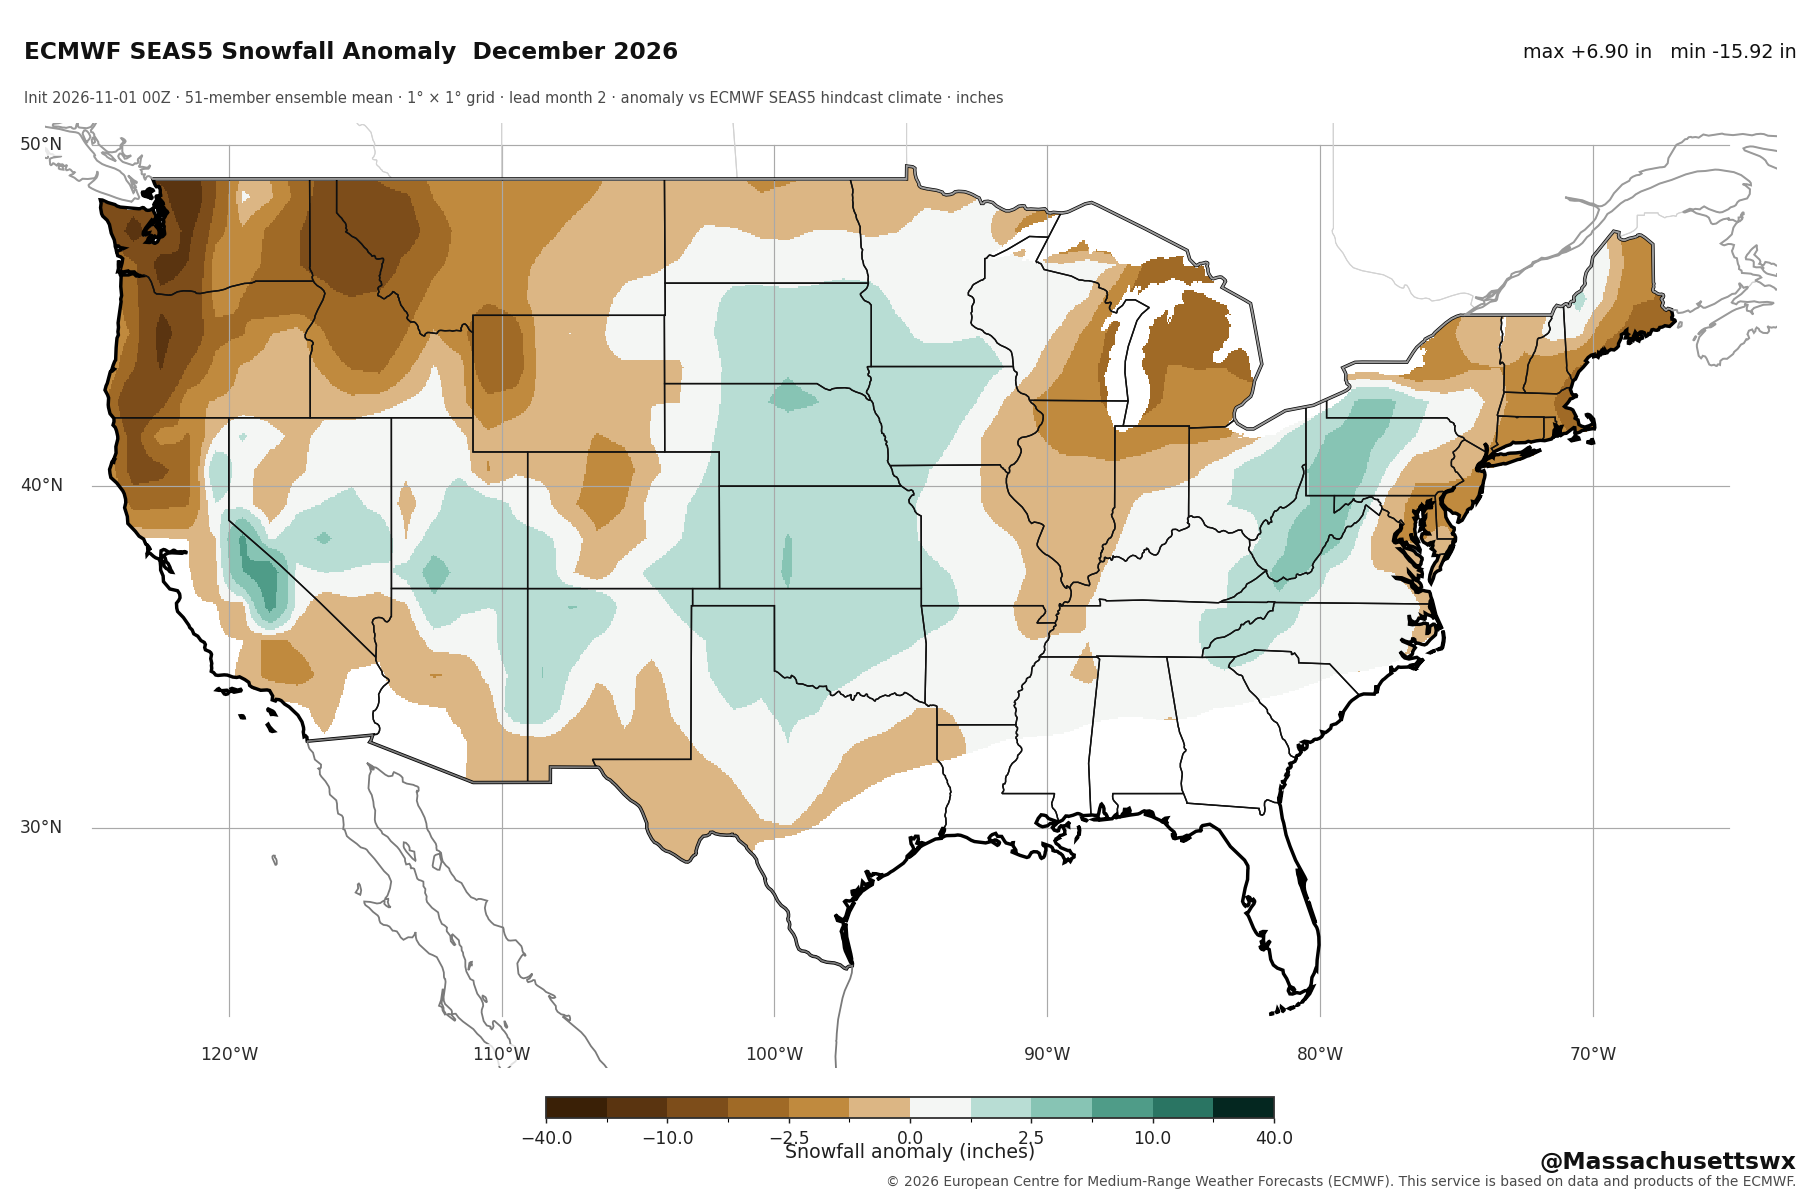 ECMWF SEAS5 Snowfall Anomaly  December 2026
max +6.90 in   min -15.92 in
Init 2026-11-01 00Z · 51-member ensemble mean · 1° × 1° grid · lead month 2 · anomaly vs ECMWF SEAS5 hindcast climate · inches
50°N
40°N
30°N
120°W 110°W 100°W 90°W 80°W 70°W
−40.0 −10.0 −2.5 0.0 2.5 10.0 40.0
Snowfall anomaly (inches)
@Massachusettswx
© 2026 European Centre for Medium-Range Weather Forecasts (ECMWF). This service is based on data and products of the ECMWF.